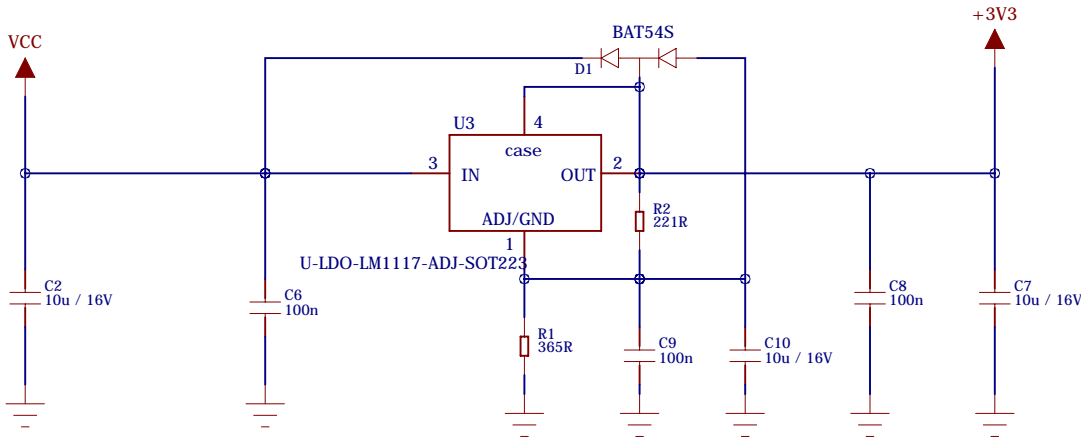 +3V3
VCC
BAT54S
D1
U3
4
case
3
IN
OUT
2
ADJ/GND
1
R2
221R
U-LDO-LM1117-ADJ-SOT223
C2
10u / 16V
C6
100n
R1
365R
C9
100n
C10
10u / 16V
C8
100n
C7
10u / 16V